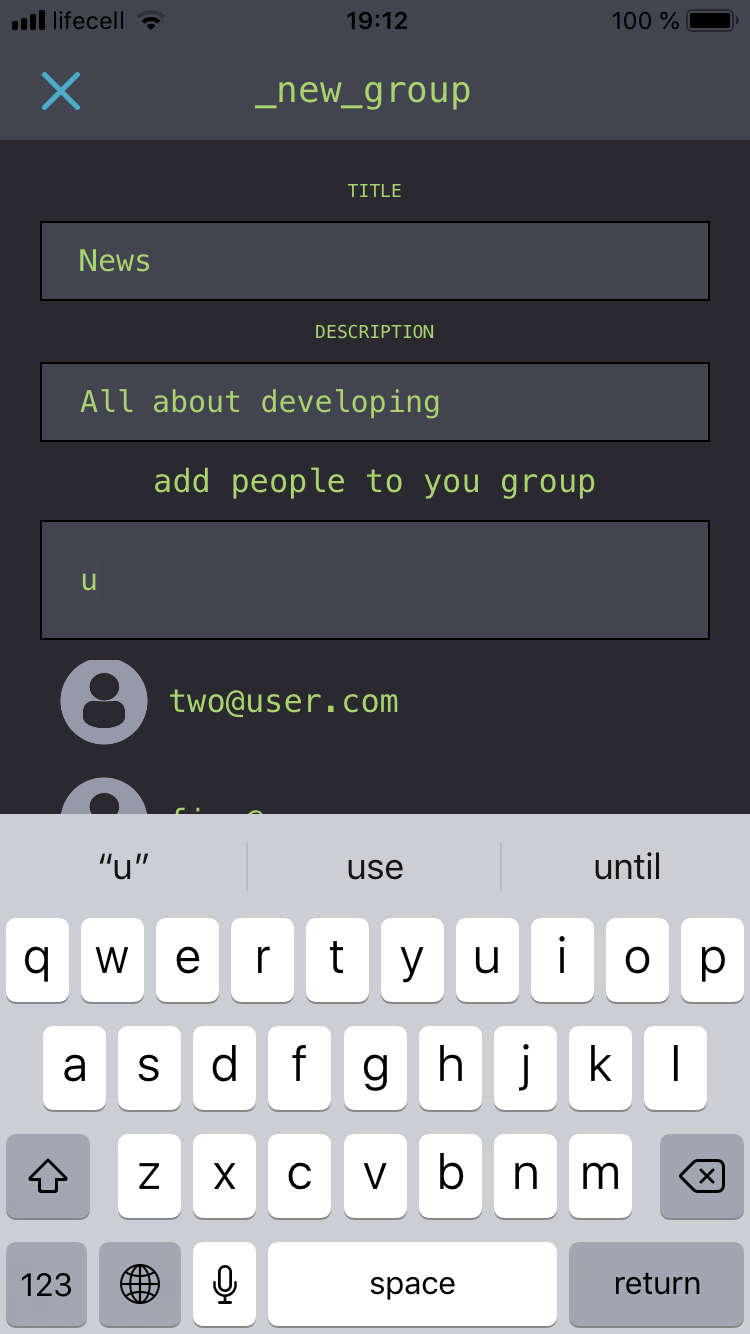 lifecell 19:12 100 %
_new_group
TITLE
News
DESCRIPTION
All about developing
add people to you group
u
two@user.com
“u” use until
q w e r t y u i o p
a s d f g h j k l
z x c v b n m
123 space return